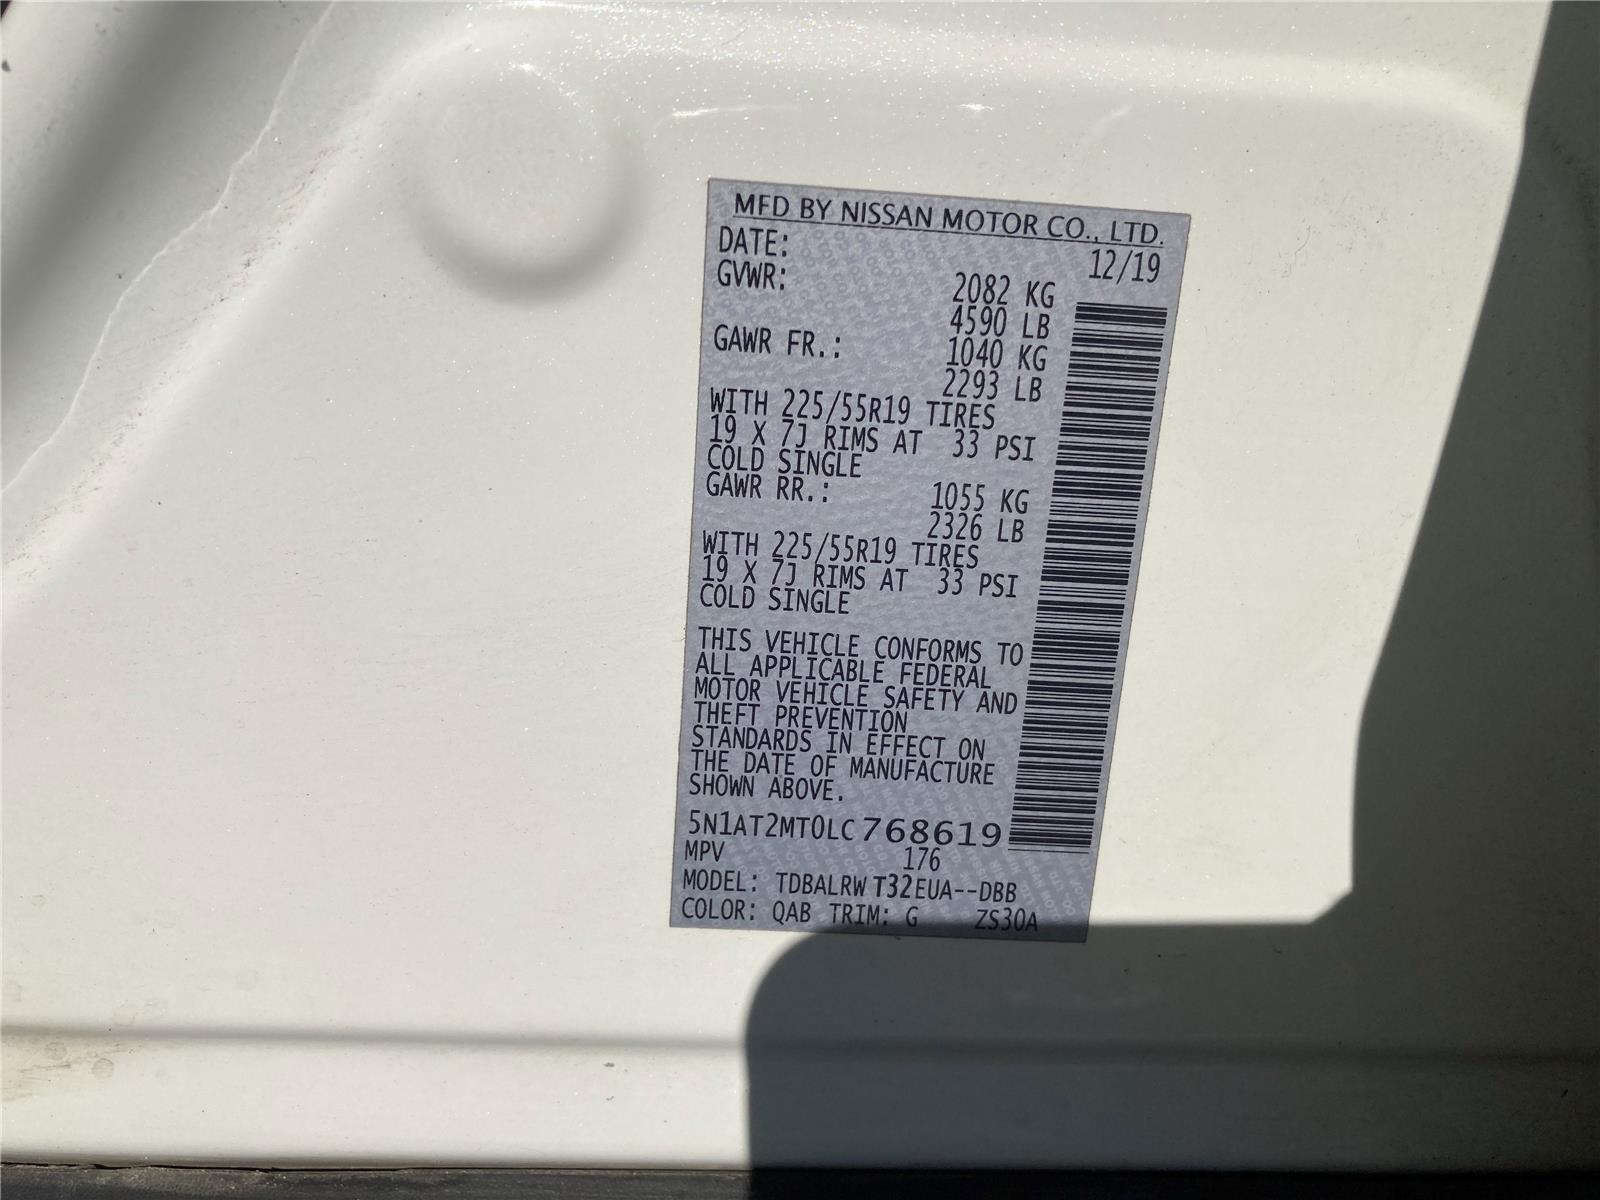 MFD BY NISSAN MOTOR CO., LTD.
DATE: 12/19
GVWR: 2082 KG
4590 LB
GAWR FR.: 1040 KG
2293 LB
WITH 225/55R19 TIRES
19 X 7J RIMS AT 33 PSI
COLD SINGLE
GAWR RR.: 1055 KG
2326 LB
WITH 225/55R19 TIRES
19 X 7J RIMS AT 33 PSI
COLD SINGLE
THIS VEHICLE CONFORMS TO
ALL APPLICABLE FEDERAL
MOTOR VEHICLE SAFETY AND
THEFT PREVENTION
STANDARDS IN EFFECT ON
THE DATE OF MANUFACTURE
SHOWN ABOVE.
5N1AT2MT0LC768619
MPV 176
MODEL: TDBALRWT32EUA--DBB
COLOR: QAB TRIM: G ZS30A